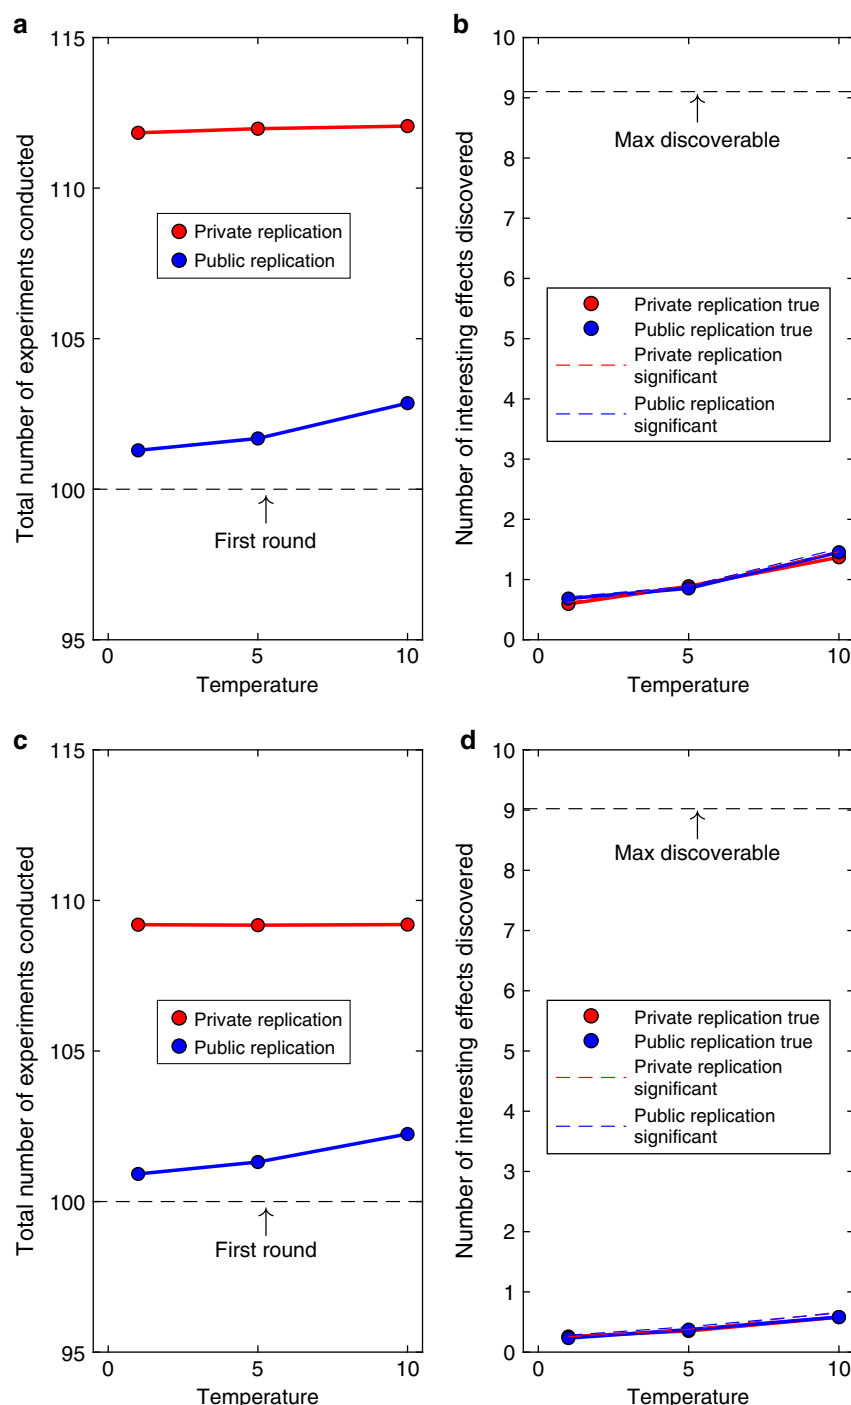 a
115
110
105
100
95
Total number of experiments conducted
Private replication
Public replication
First round
0
5
10
Temperature
b
10
9
8
7
6
5
4
3
2
1
0
Number of interesting effects discovered
Max discoverable
Private replication true
Public replication true
Private replication
significant
Public replication
significant
0
5
10
Temperature
c
115
110
105
100
95
Total number of experiments conducted
Private replication
Public replication
First round
0
5
10
Temperature
d
10
9
8
7
6
5
4
3
2
1
0
Number of interesting effects discovered
Max discoverable
Private replication true
Public replication true
Private replication
significant
Public replication
significant
0
5
10
Temperature